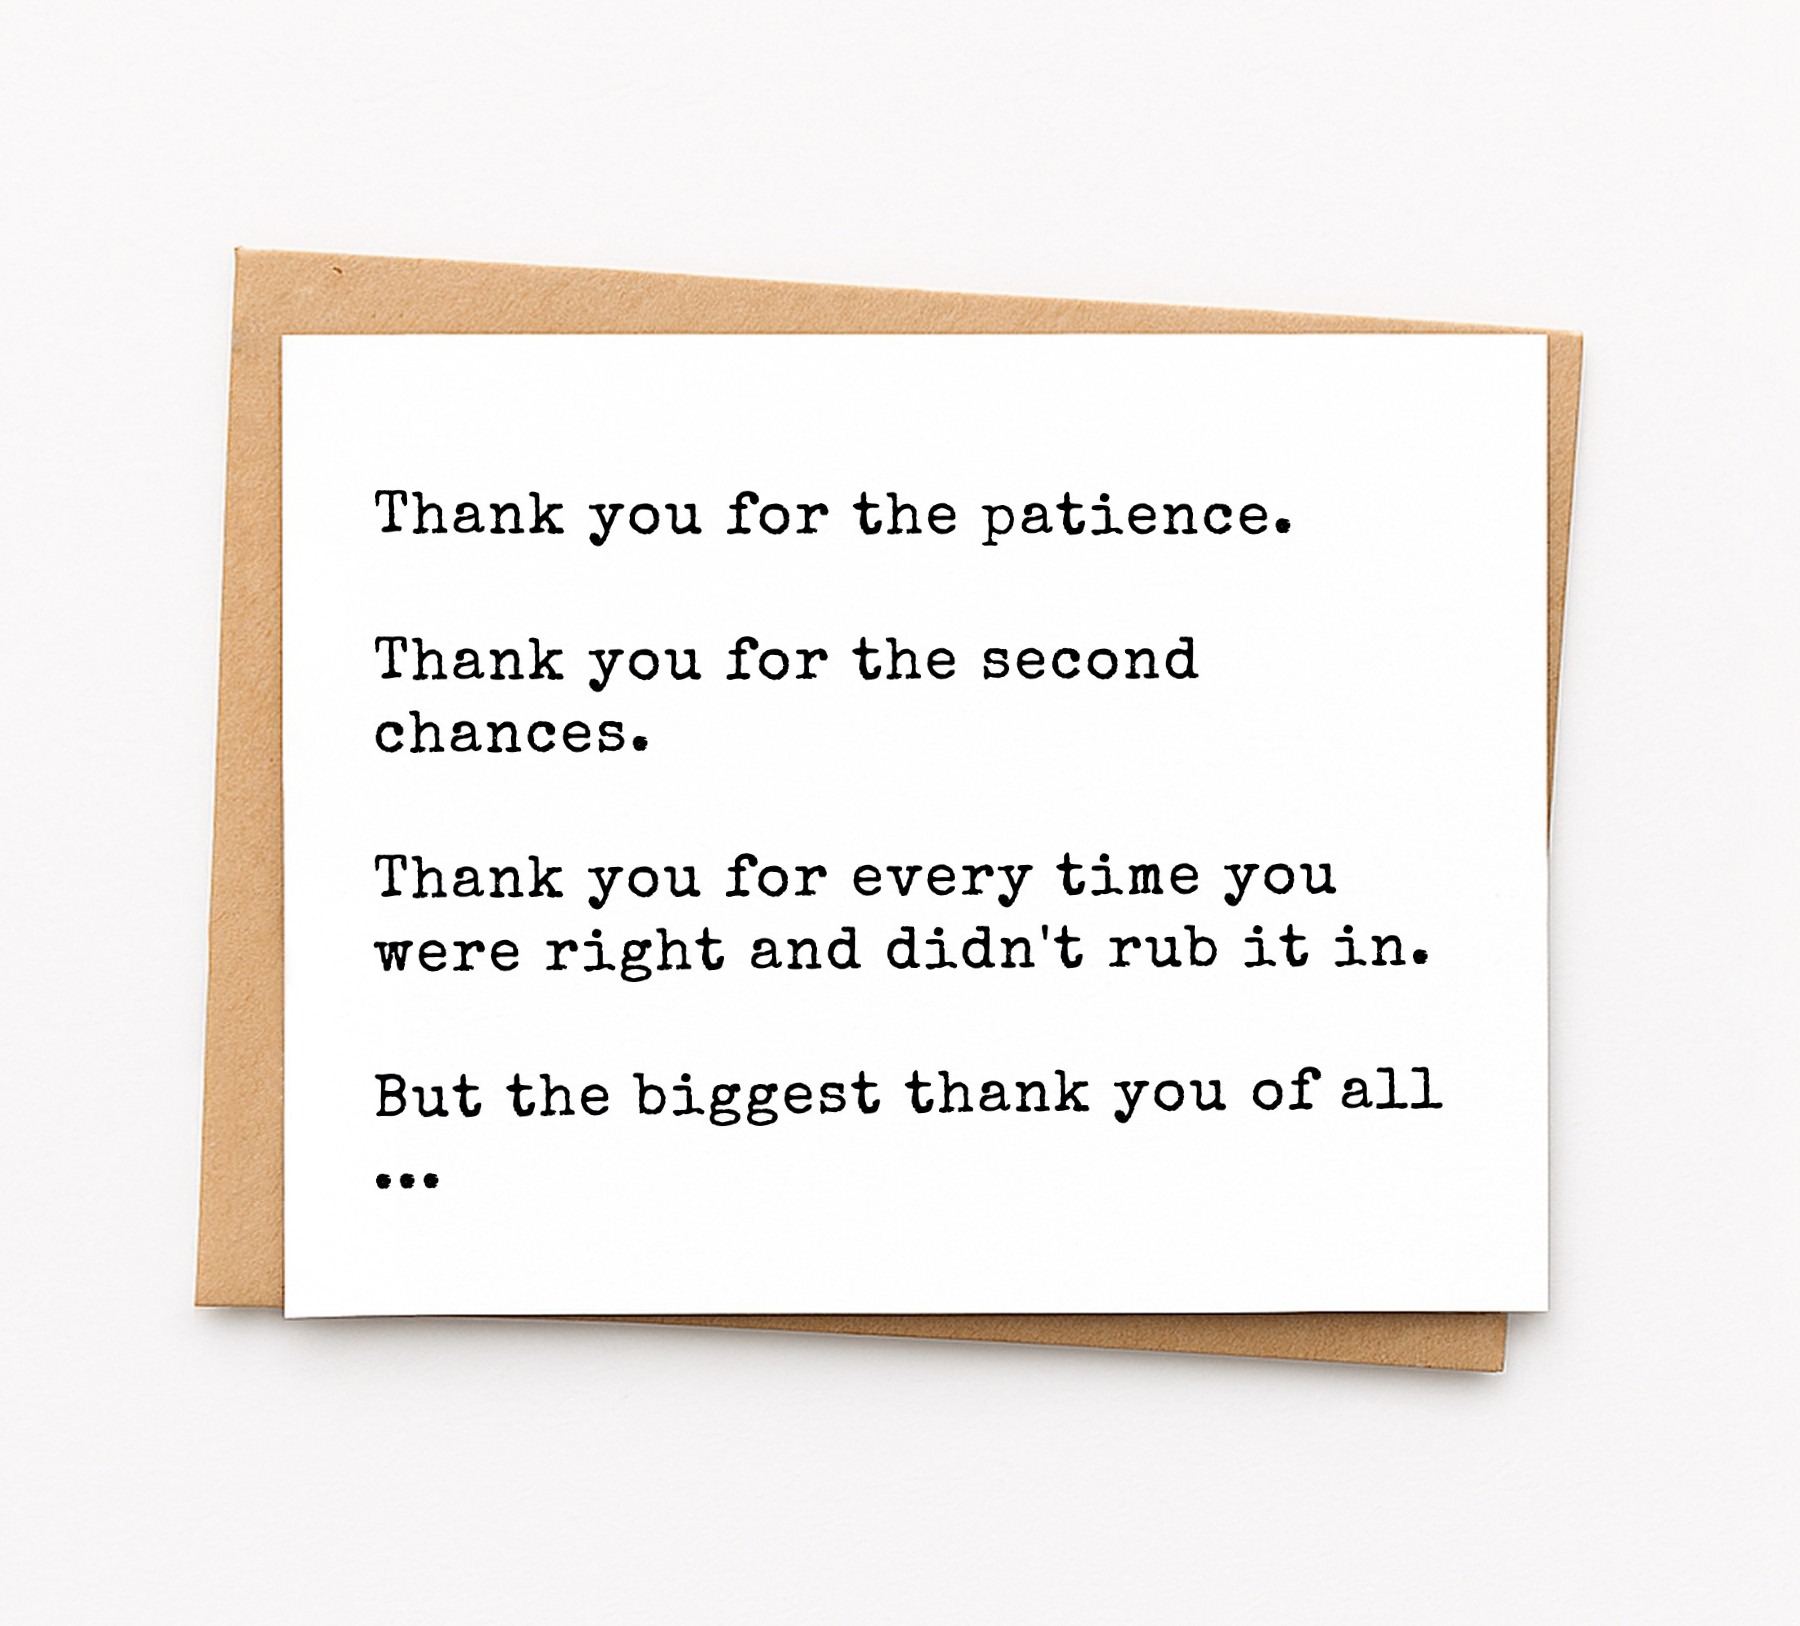 Thank you for the patience.
Thank you for the second
chances.
Thank you for every time you
were right and didn't rub it in.
But the biggest thank you of all
...